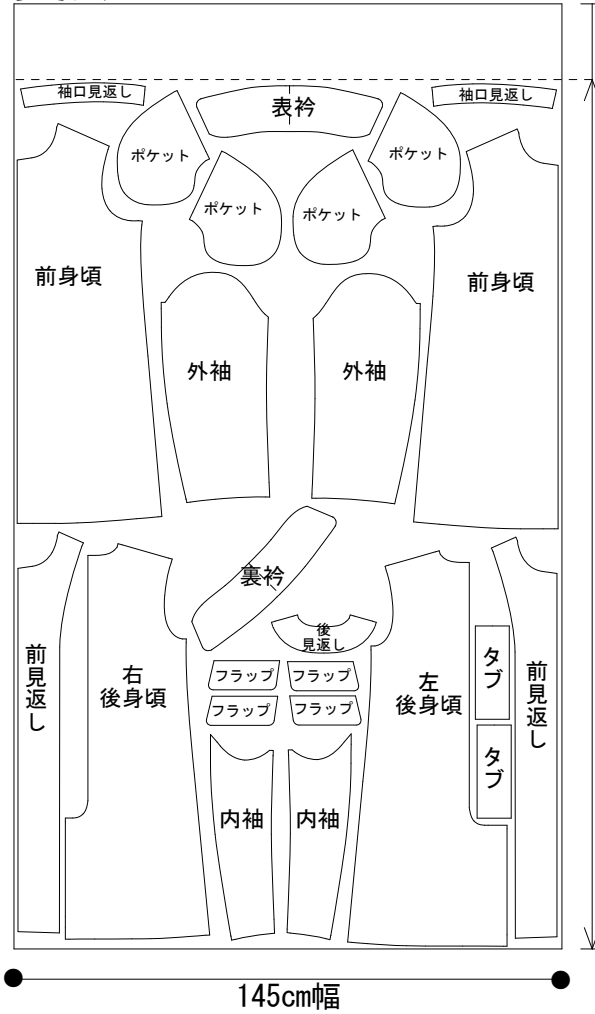 袖口見返し
表衿
袖口見返し
ポケット
ポケット
ポケット
ポケット
前身頃
前身頃
外袖
外袖
裏衿
後
見返し
前見返し
右
後身頃
フラップ
フラップ
フラップ
フラップ
左
後身頃
タブ
前見返し
タブ
内袖
内袖
145cm幅